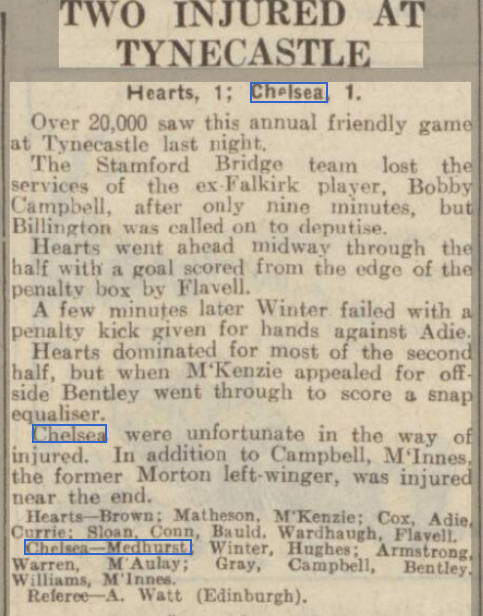 TWO INJURED AT
TYNECASTLE
Hearts, 1; Chelsea, 1.
Over 20,000 saw this annual friendly game
at Tynecastle last night.
The Stamford Bridge team lost the
services of the ex-Falkirk player, Bobby
Campbell, after only nine minutes, but
Billington was called on to deputise.
Hearts went ahead midway through the
half with a goal scored from the edge of the
penalty box by Flavell.
A few minutes later Winter failed with a
penalty kick given for hands against Adie.
Hearts dominated for most of the second
half, but when M'Kenzie appealed for off-
side Bentley went through to score a snap
equaliser.
Chelsea were unfortunate in the way of
injured. In addition to Campbell, M'Innes,
the former Morton left-winger, was injured
near the end.
Hearts—Brown; Matheson, M'Kenzie; Cox, Adie,
Currie; Sloan, Conn, Bauld, Wardhaugh, Flavell.
Chelsea—Medhurst; Winter, Hughes; Armstrong,
Warren, M'Aulay; Gray, Campbell, Bentley,
Williams, M'Innes.
Referee—A. Watt (Edinburgh).